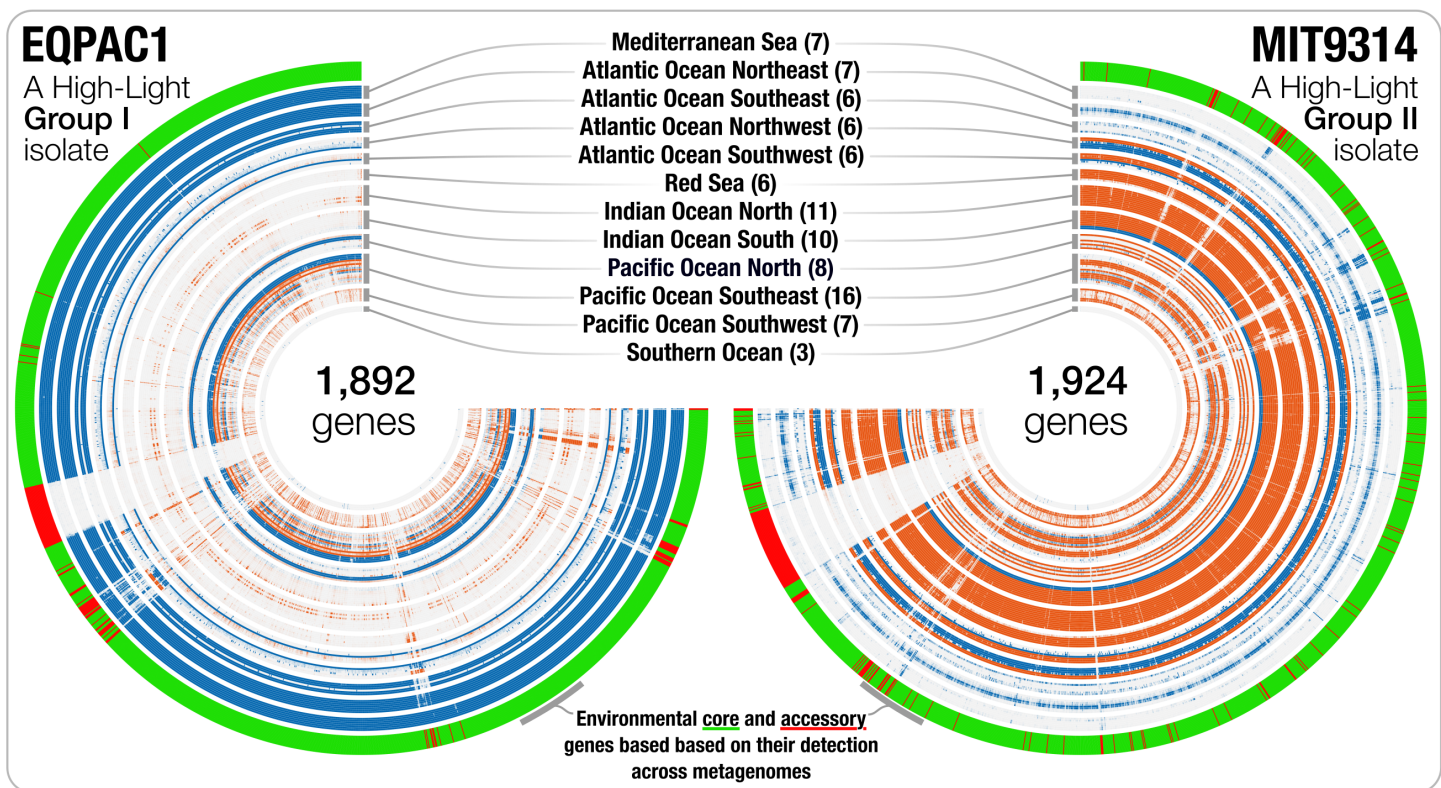 EQPAC1
A High-Light
Group I
isolate
Mediterranean Sea (7)
Atlantic Ocean Northeast (7)
Atlantic Ocean Southeast (6)
Atlantic Ocean Northwest (6)
Atlantic Ocean Southwest (6)
Red Sea (6)
Indian Ocean North (11)
Indian Ocean South (10)
Pacific Ocean North (8)
Pacific Ocean Southeast (16)
Pacific Ocean Southwest (7)
Southern Ocean (3)
MIT9314
A High-Light
Group II
isolate
1,892
genes
1,924
genes
Environmental core and accessory
genes based based on their detection
across metagenomes